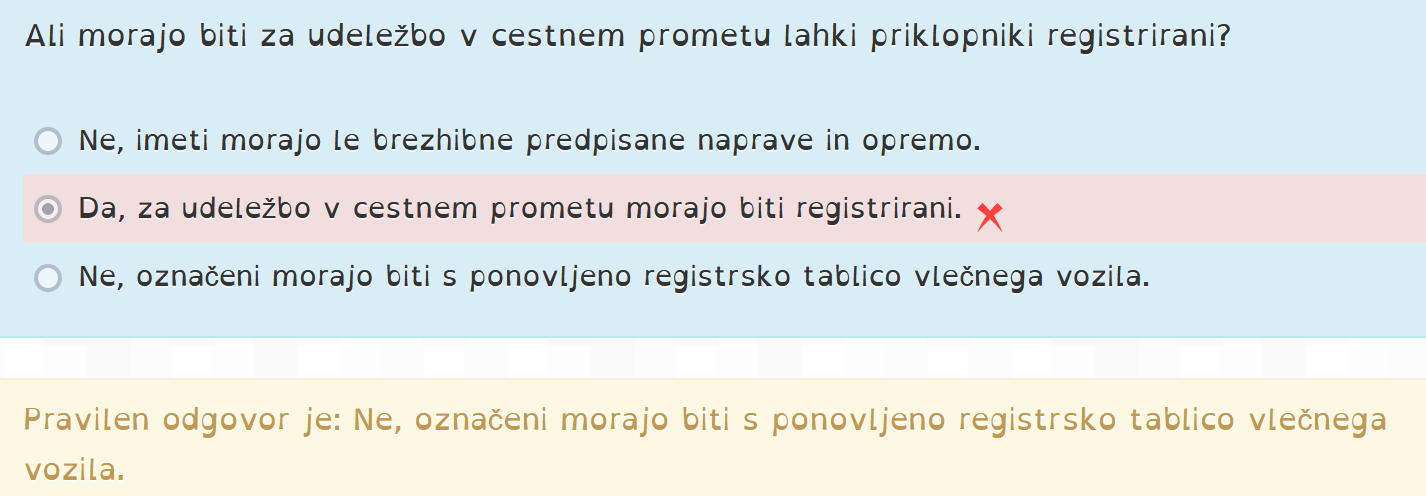 Ali morajo biti za udeležbo v cestnem prometu lahki priklopniki registrirani?
Ne, imeti morajo le brezhibne predpisane naprave in opremo.
Da, za udeležbo v cestnem prometu morajo biti registrirani.
Ne, označeni morajo biti s ponovljeno registrsko tablico vlečnega vozila.
Pravilen odgovor je: Ne, označeni morajo biti s ponovljeno registrsko tablico vlečnega
vozila.